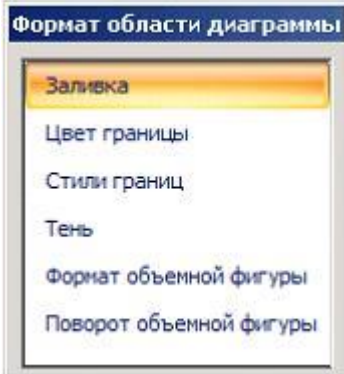 Формат области диаграммы
Заливка
Цвет границы
Стили границ
Тень
Формат объемной фигуры
Поворот объемной фигуры